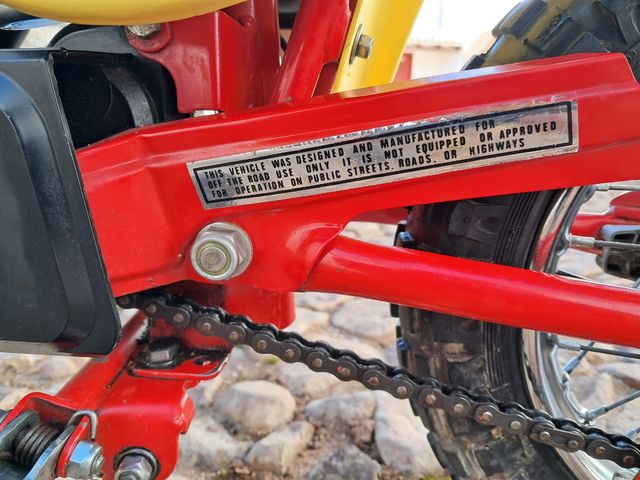 THIS VEHICLE WAS DESIGNED AND MANUFACTURED FOR
OFF THE ROAD USE ONLY IT IS NOT EQUIPPED OR APPROVED
FOR OPERATION ON PUBLIC STREETS, ROADS, OR HIGHWAYS